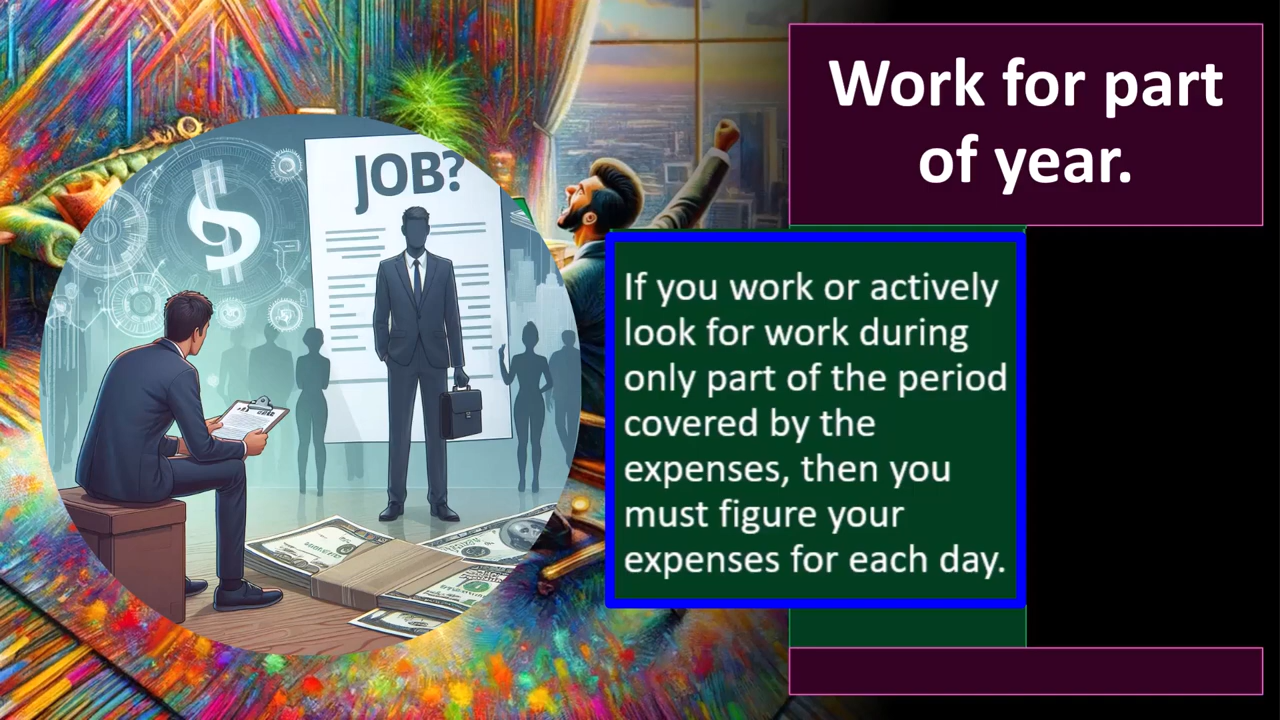 Work for part
of year.
JOB?
If you work or actively
look for work during
only part of the period
covered by the
expenses, then you
must figure your
expenses for each day.